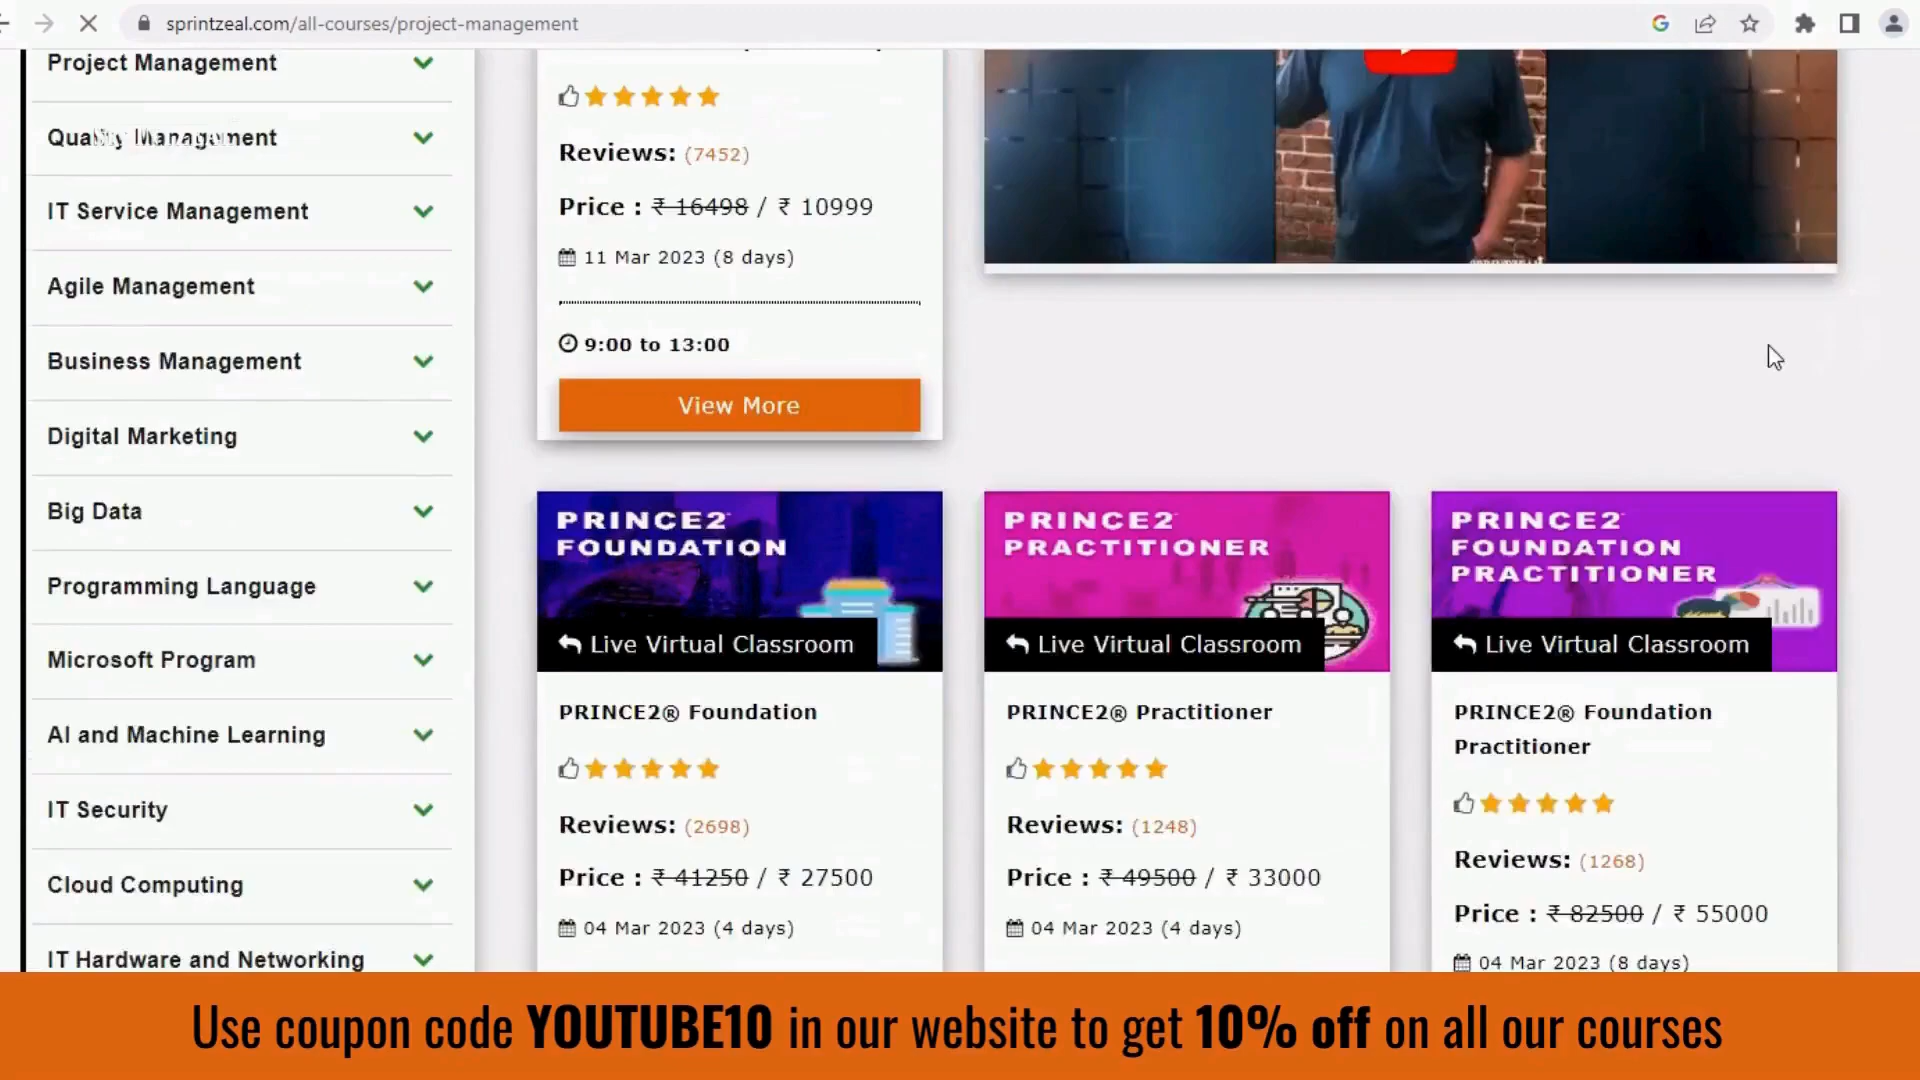 sprintzeal.com/all-courses/project-management
Project Management
Quality Management
IT Service Management
Agile Management
Business Management
Digital Marketing
Big Data
Programming Language
Microsoft Program
AI and Machine Learning
IT Security
Cloud Computing
IT Hardware and Networking
Reviews: (7452)
Price : ₹ 16498 / ₹ 10999
11 Mar 2023 (8 days)
9:00 to 13:00
View More
PRINCE2
FOUNDATION
Live Virtual Classroom
PRINCE2® Foundation
Reviews: (2698)
Price : ₹ 41250 / ₹ 27500
04 Mar 2023 (4 days)
PRINCE2
PRACTITIONER
Live Virtual Classroom
PRINCE2® Practitioner
Reviews: (1248)
Price : ₹ 49500 / ₹ 33000
04 Mar 2023 (4 days)
PRINCE2
FOUNDATION
PRACTITIONER
Live Virtual Classroom
PRINCE2® Foundation
Practitioner
Reviews: (1268)
Price : ₹ 82500 / ₹ 55000
04 Mar 2023 (8 days)
Use coupon code YOUTUBE10 in our website to get 10% off on all our courses